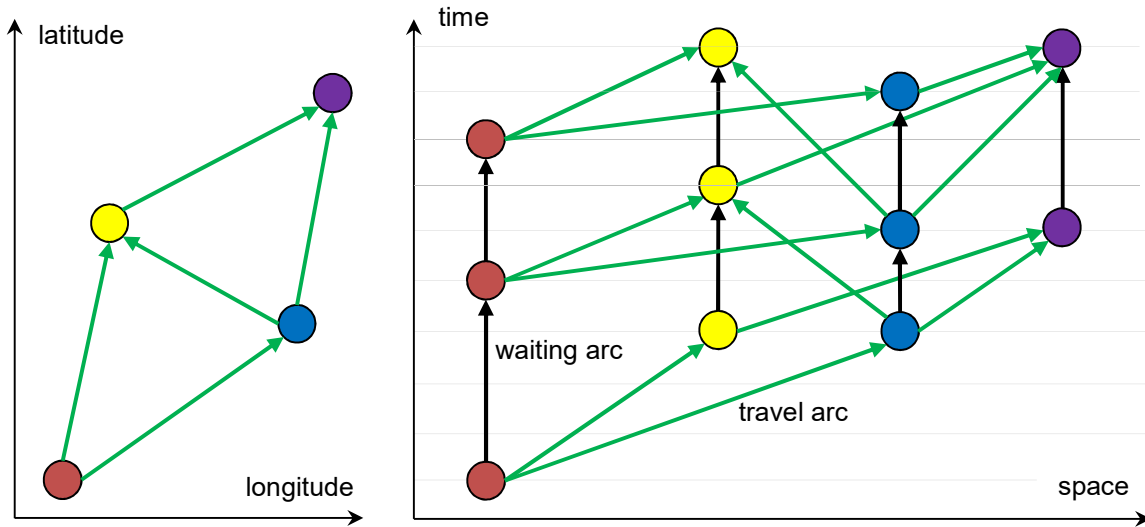 latitude
longitude
time
waiting arc
travel arc
space